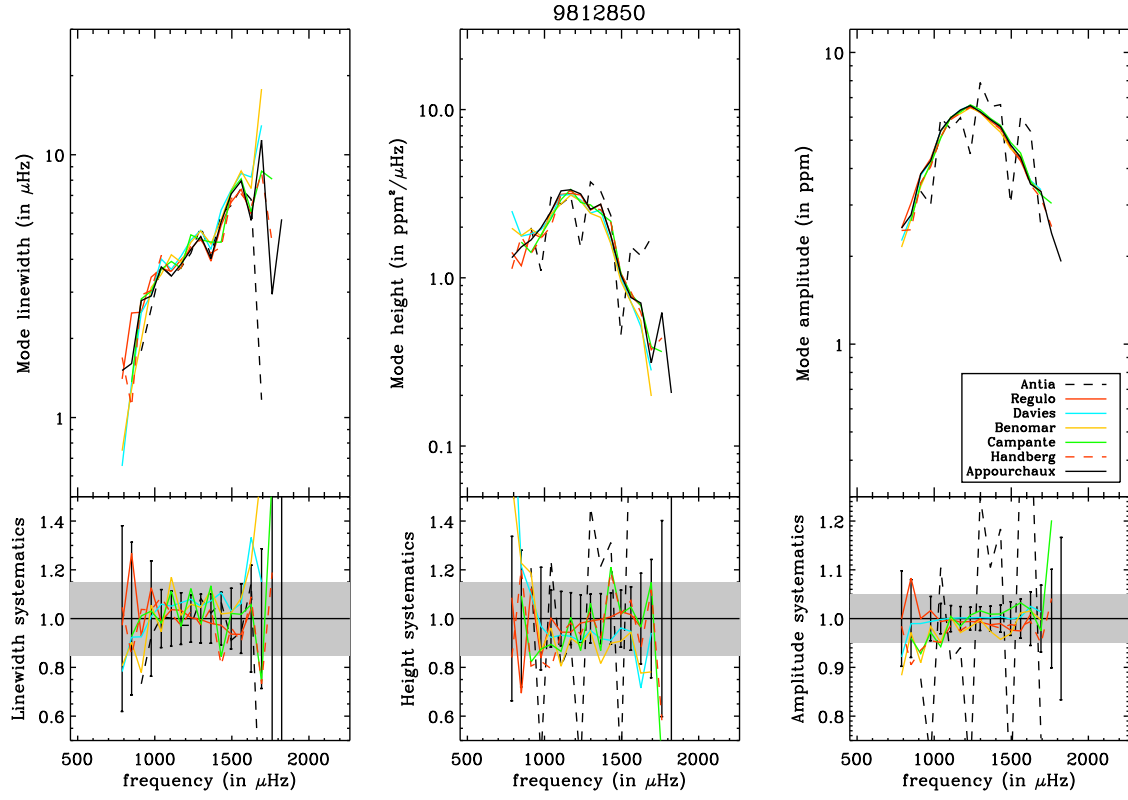 9812850
Mode linewidth (in μHz)
10
1
Mode height (in ppm²/μHz)
10.0
1.0
0.1
Mode amplitude (in ppm)
10
1
Antia
Regulo
Davies
Benomar
Campante
Handberg
Appourchaux
Linewidth systematics
1.4
1.2
1.0
0.8
0.6
500 1000 1500 2000
frequency (in μHz)
Height systematics
1.4
1.2
1.0
0.8
0.6
500 1000 1500 2000
frequency (in μHz)
Amplitude systematics
1.2
1.1
1.0
0.9
0.8
500 1000 1500 2000
frequency (in μHz)